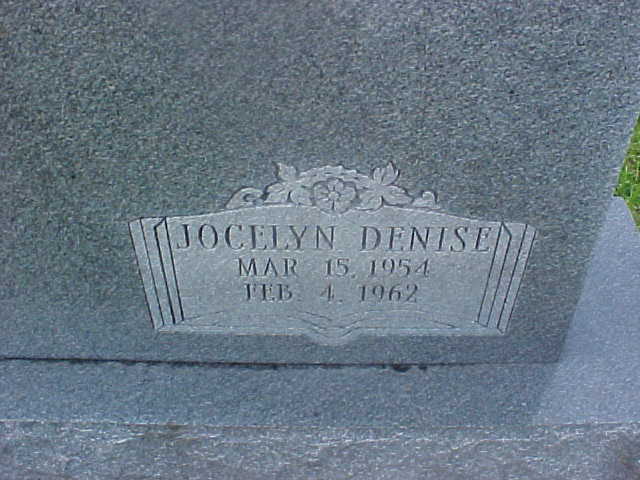 JOCELYN DENISE
MAR 15, 1954
FEB 4, 1962